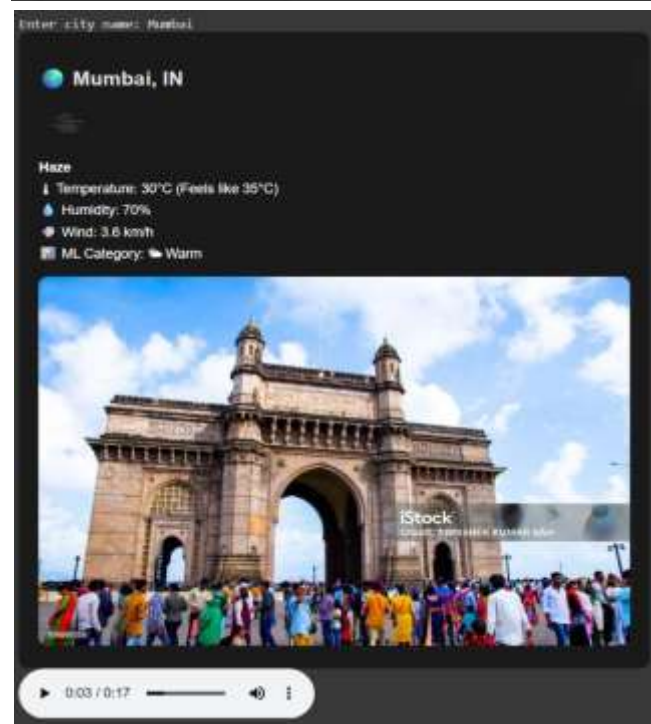 Enter city name: Mumbai
Mumbai, IN
Haze
Temperature: 30°C (Feels like 35°C)
Humidity: 70%
Wind: 3.6 km/h
ML Category: Warm
iStock
0:03 / 0:17